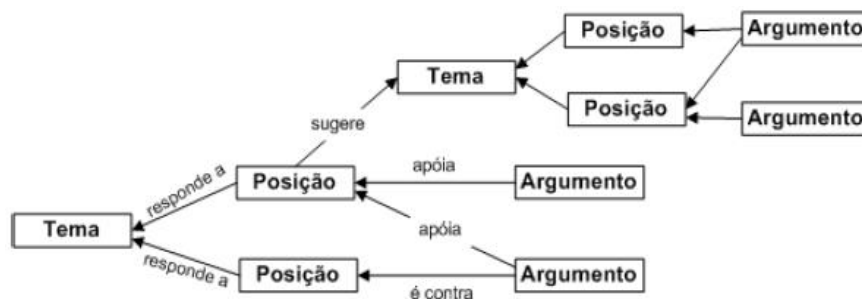 Posição
Argumento
Tema
Posição
Argumento
sugere
responde a
Posição
apóia
Argumento
Tema
apóia
responde a
Posição
é contra
Argumento